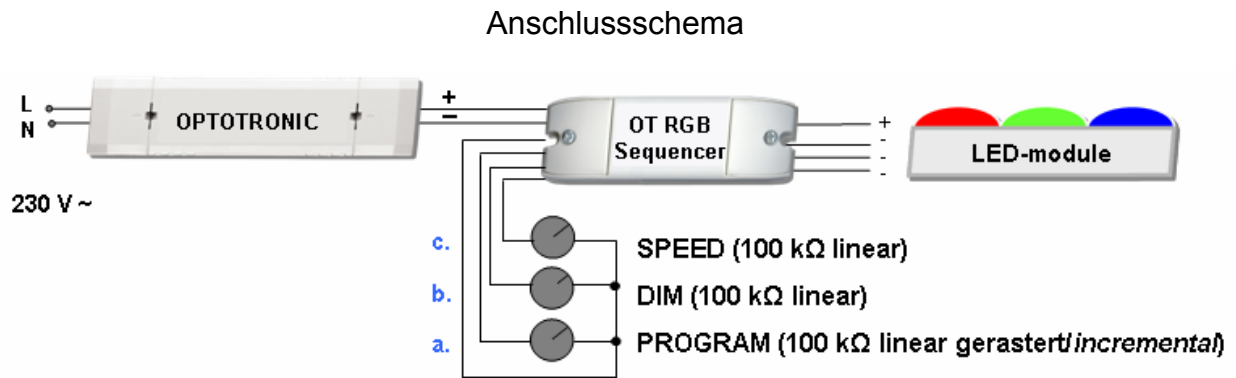 Anschlussschema
L
N
OPTOTRONIC
+
–
OT RGB
Sequencer
+
-
-
-
LED-module
230 V ~
c.
SPEED (100 kΩ linear)
b.
DIM (100 kΩ linear)
a.
PROGRAM (100 kΩ linear gerastert/incremental)